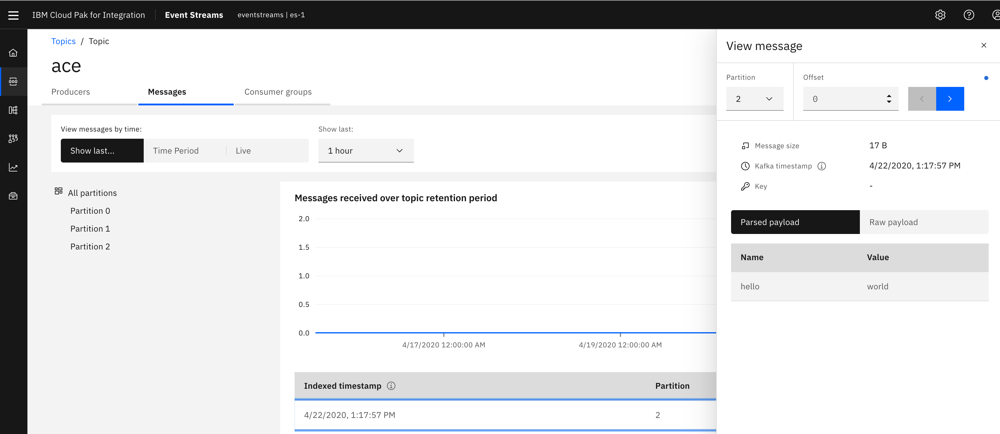 IBM Cloud Pak for Integration
Event Streams
eventstreams | es-1
Topics / Topic
ace
Producers
Messages
Consumer groups
View messages by time:
Show last...
Time Period
Live
Show last:
1 hour
All partitions
Partition 0
Partition 1
Partition 2
Messages received over topic retention period
2.0
1.5
1.0
0.5
0.0
4/17/2020 12:00:00 AM
4/19/2020 12:00:00 AM
Indexed timestamp
Partition
4/22/2020, 1:17:57 PM
2
View message
Partition
2
Offset
0
Message size
17 B
Kafka timestamp
4/22/2020, 1:17:57 PM
Key
-
Parsed payload
Raw payload
Name
Value
hello
world